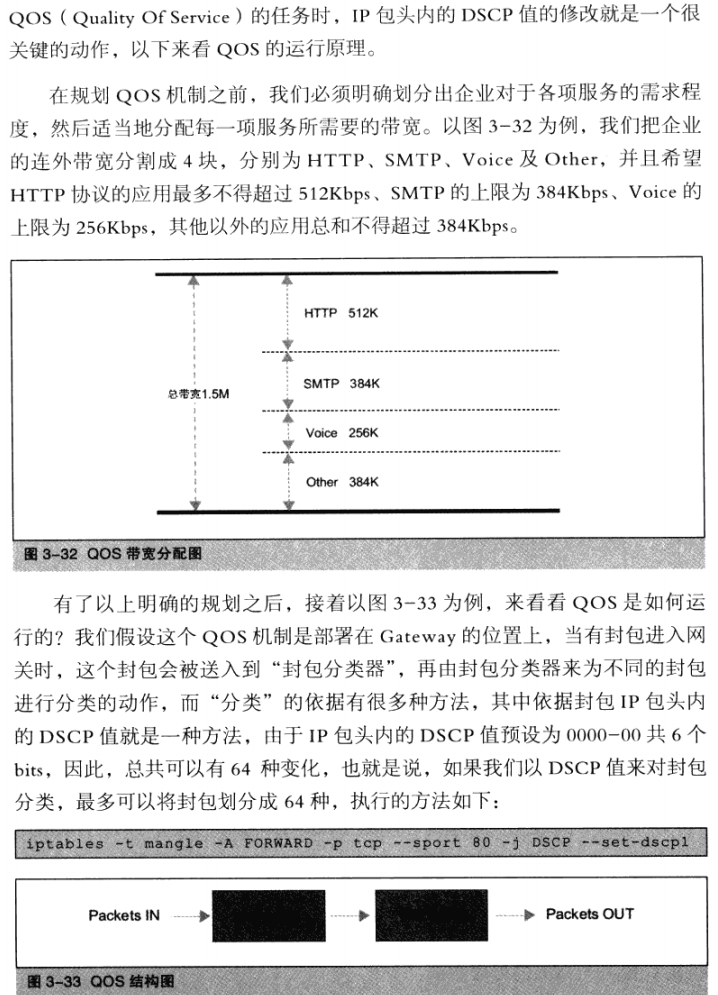 QOS（Quality Of Service）的任务时，IP 包头内的 DSCP 值的修改就是一个很
关键的动作，以下来看 QOS 的运行原理。
在规划 QOS 机制之前，我们必须明确划分出企业对于各项服务的需求程
度，然后适当地分配每一项服务所需要的带宽。以图 3-32 为例，我们把企业
的连外带宽分割成 4 块，分别为 HTTP、SMTP、Voice 及 Other，并且希望
HTTP 协议的应用最多不得超过 512Kbps、SMTP 的上限为 384Kbps、Voice 的
上限为 256Kbps，其他以外的应用总和不得超过 384Kbps。
HTTP 512K
SMTP 384K
总带宽1.5M
Voice 256K
Other 384K
图 3-32 QOS 带宽分配图
有了以上明确的规划之后，接着以图 3-33 为例，来看看 QOS 是如何运
行的？我们假设这个 QOS 机制是部署在 Gateway 的位置上，当有封包进入网
关时，这个封包会被送入到“封包分类器”，再由封包分类器来为不同的封包
进行分类的动作，而“分类”的依据有很多种方法，其中依据封包 IP 包头内
的 DSCP 值就是一种方法，由于 IP 包头内的 DSCP 值预设为 0000-00 共 6 个
bits，因此，总共可以有 64 种变化，也就是说，如果我们以 DSCP 值来对封包
分类，最多可以将封包划分成 64 种，执行的方法如下：
iptables -t mangle -A FORWARD -p tcp --sport 80 -j DSCP --set-dscp1
Packets IN
Packets OUT
图 3-33 QOS 结构图